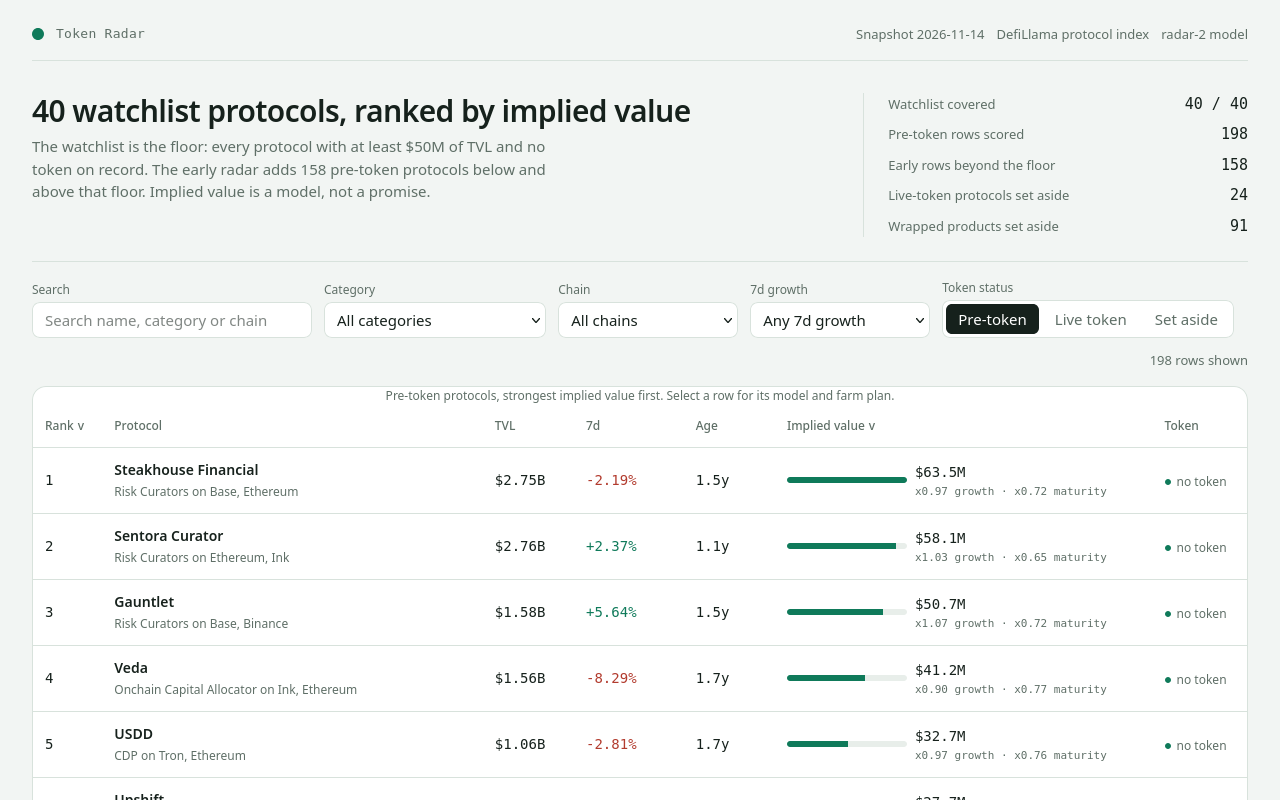 Token Radar
Snapshot 2026-11-14 DefiLlama protocol index radar-2 model
40 watchlist protocols, ranked by implied value
The watchlist is the floor: every protocol with at least $50M of TVL and no
token on record. The early radar adds 158 pre-token protocols below and
above that floor. Implied value is a model, not a promise.
Watchlist covered 40 / 40
Pre-token rows scored 198
Early rows beyond the floor 158
Live-token protocols set aside 24
Wrapped products set aside 91
Search Category Chain 7d growth Token status
Search name, category or chain All categories All chains Any 7d growth Pre-token Live token Set aside
198 rows shown
Pre-token protocols, strongest implied value first. Select a row for its model and farm plan.
Rank v Protocol TVL 7d Age Implied value v Token
1 Steakhouse Financial $2.75B -2.19% 1.5y $63.5M no token
Risk Curators on Base, Ethereum x0.97 growth · x0.72 maturity
2 Sentora Curator $2.76B +2.37% 1.1y $58.1M no token
Risk Curators on Ethereum, Ink x1.03 growth · x0.65 maturity
3 Gauntlet $1.58B +5.64% 1.5y $50.7M no token
Risk Curators on Base, Binance x1.07 growth · x0.72 maturity
4 Veda $1.56B -8.29% 1.7y $41.2M no token
Onchain Capital Allocator on Ink, Ethereum x0.90 growth · x0.77 maturity
5 USDD $1.06B -2.81% 1.7y $32.7M no token
CDP on Tron, Ethereum x0.97 growth · x0.76 maturity